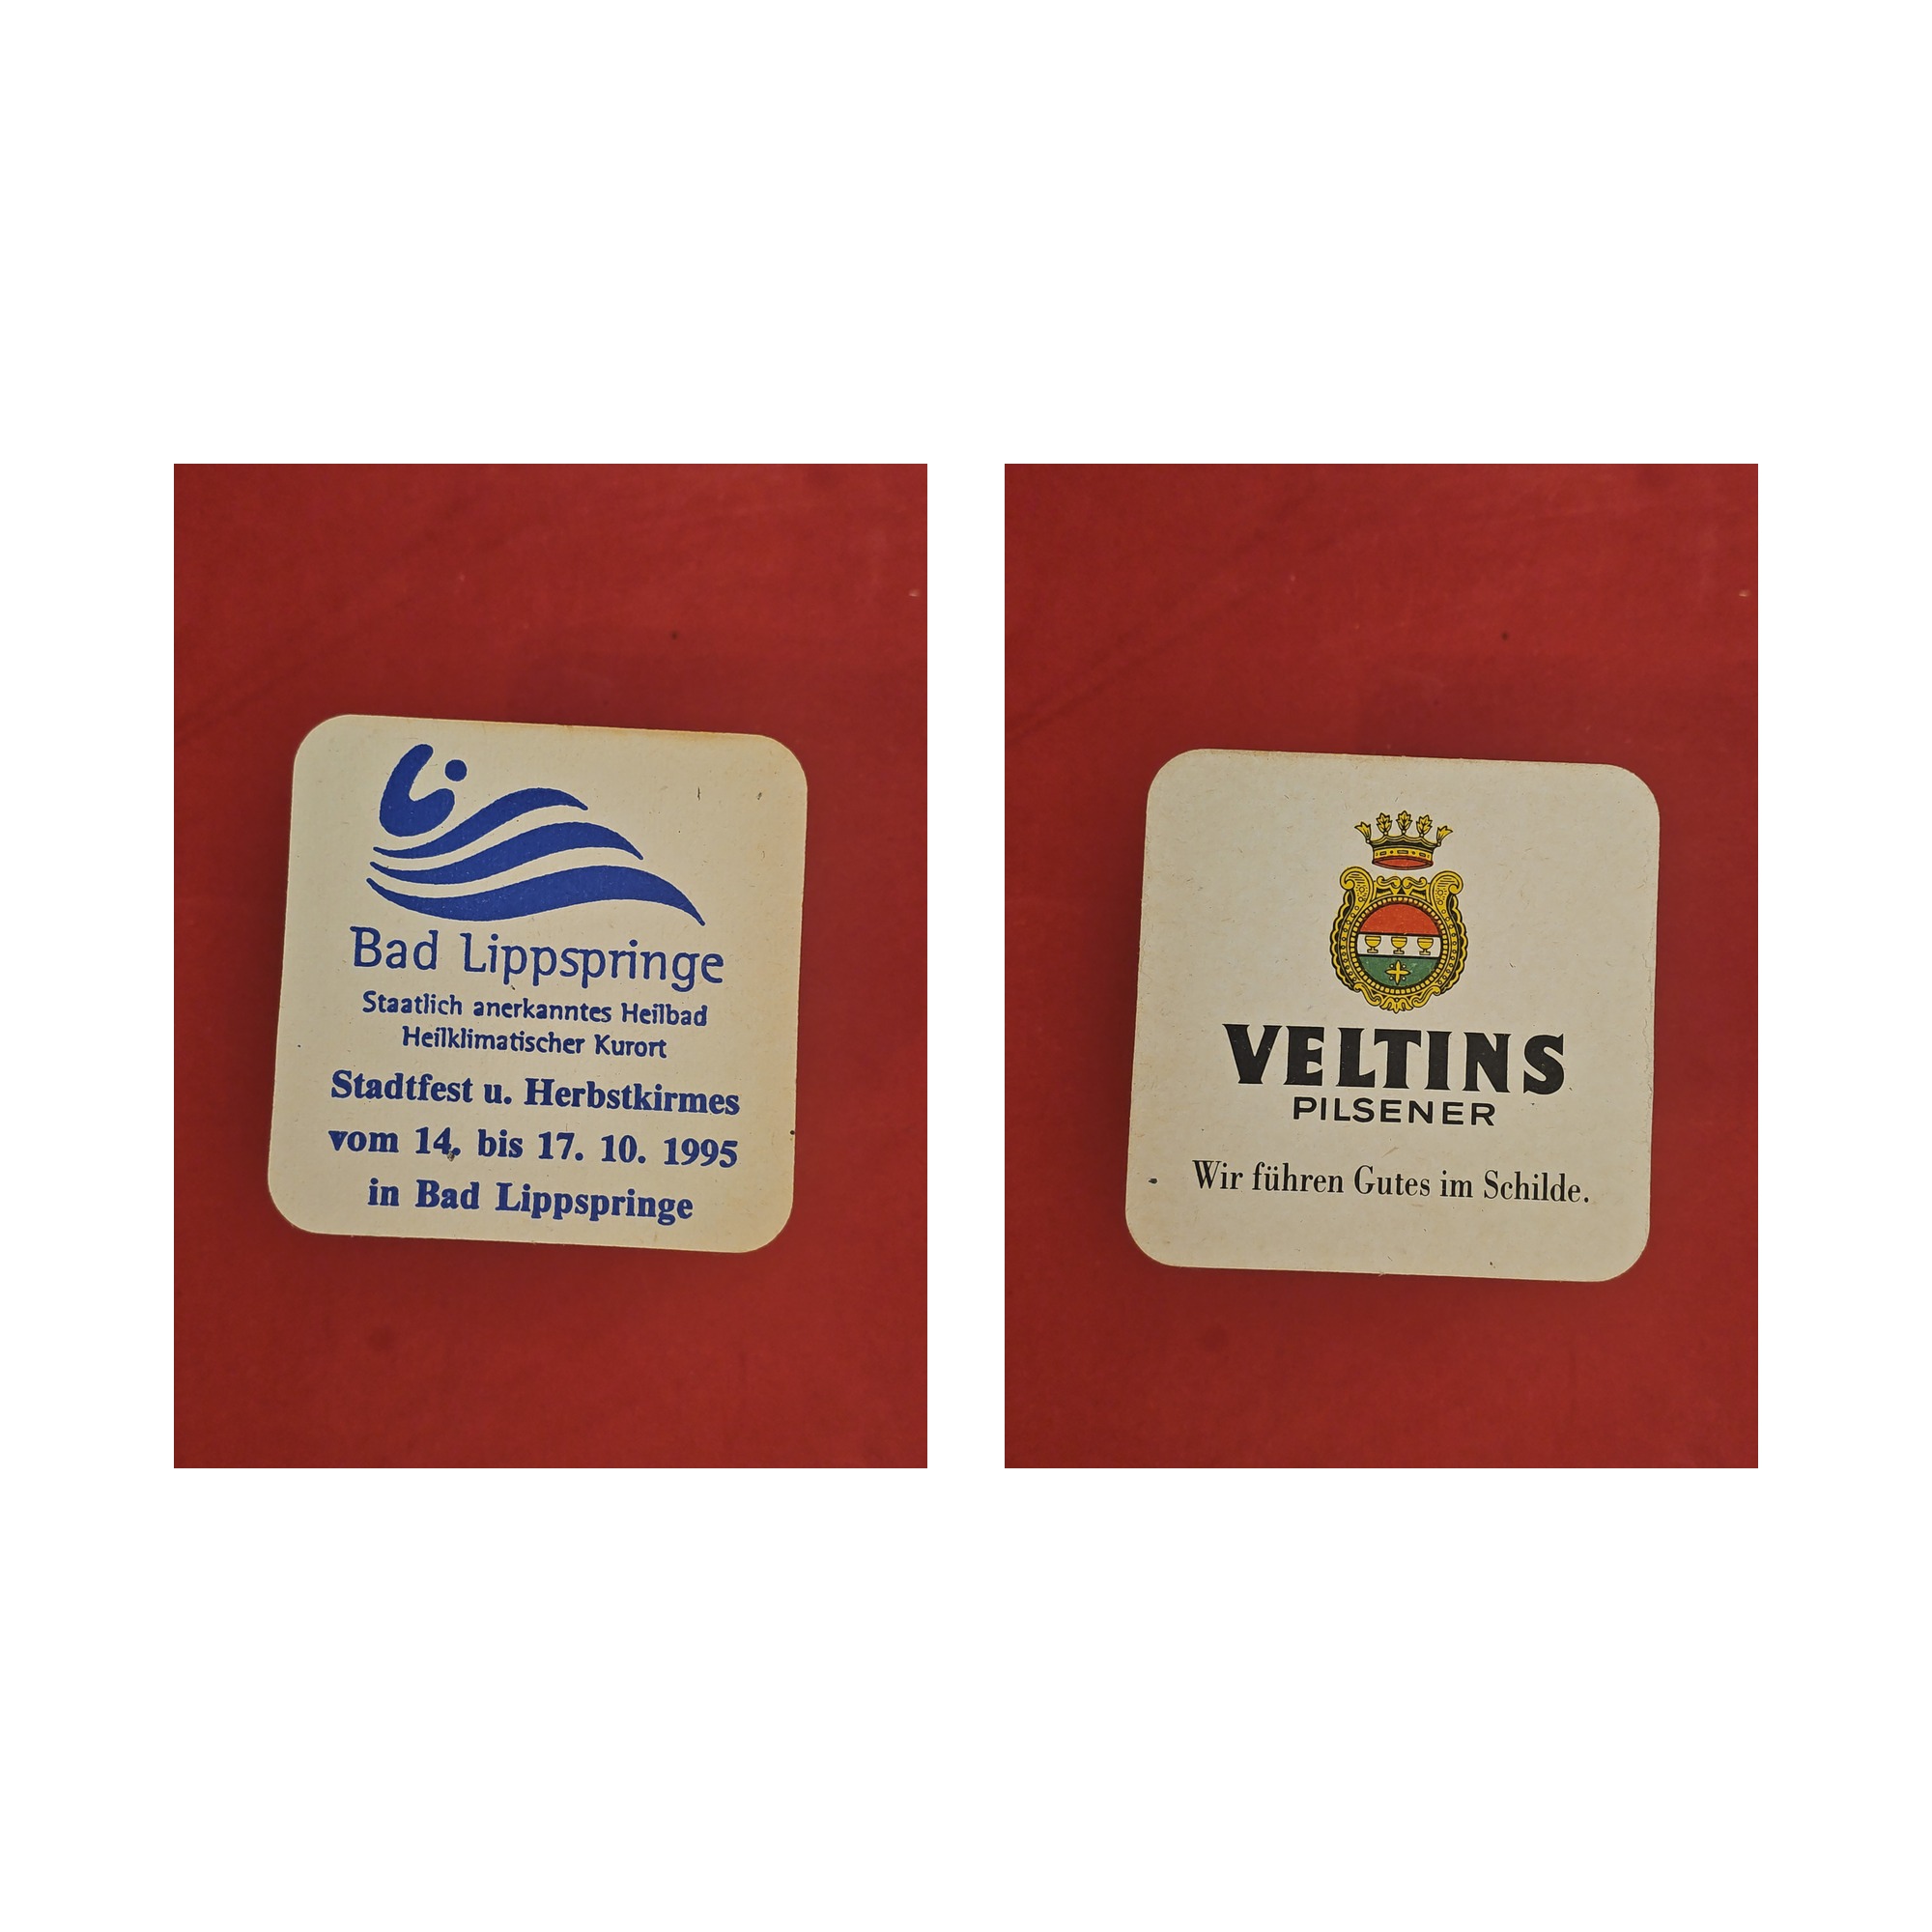 Bad Lippspringe
Staatlich anerkanntes Heilbad
Heilklimatischer Kurort
Stadtfest u. Herbstkirmes
vom 14. bis 17. 10. 1995
in Bad Lippspringe
VELTINS
PILSENER
Wir führen Gutes im Schilde.